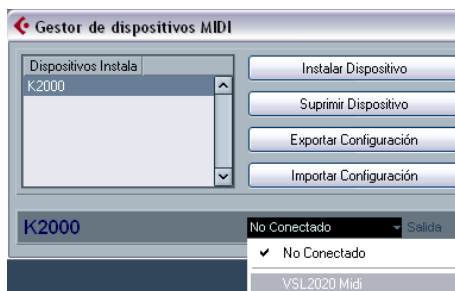 Gestor de dispositivos MIDI
Dispositivos Instala
K2000
Instalar Dispositivo
Suprimir Dispositivo
Exportar Configuración
Importar Configuración
K2000
No Conectado
Salida
No Conectado
VSL2020 Midi